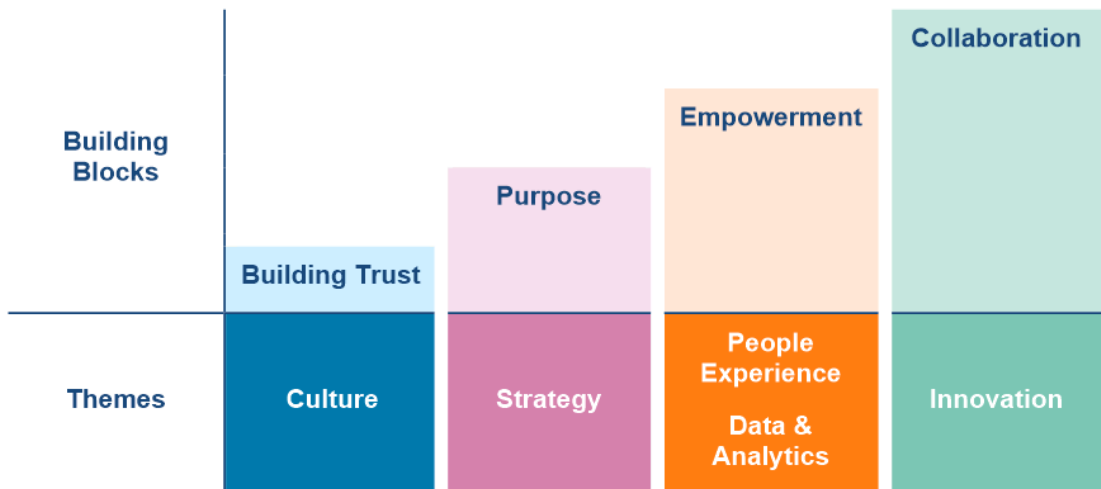 Building
Blocks
Building Trust
Purpose
Empowerment
Collaboration
Themes
Culture
Strategy
People
Experience
Data &
Analytics
Innovation